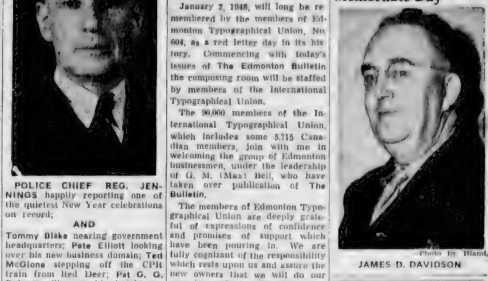 POLICE CHIEF REG. JEN-
NINGS happily reporting one of
the quietest New Year celebrations
on record;
AND
Tommy Blake nearing government
headquarters; Pete Elliott looking
over his new business domain; Ted
McGlone stepping off the CPR
train from Red Deer; Pat G. G.
January 2, 1948, will long be re-
membered by the members of Ed-
monton Typographical Union, No.
604, as a red letter day in its his
tory. Commencing with today's
issues of The Edmonton Bulletin
the composing room will be staffed
by members of the International
Typographical Union.
The 90,000 members of the In-
ternational Typographical Union,
which includes some 5,715 Cana-
dian members, join with me in
welcoming the group of Edmonton
businessmen, under the leadership
of G. M. (Max) Bell, who have
taken over publication of The
Bulletin.
The members of Edmonton Typo-
graphical Union are deeply grate-
ful of expressions of confidence
and promises of support which
have been pouring in. We are
fully cognizant of the responsibility
which rests upon us and assure the
new owners that we will do our
Day
Photo by Bland.
JAMES D. DAVIDSON